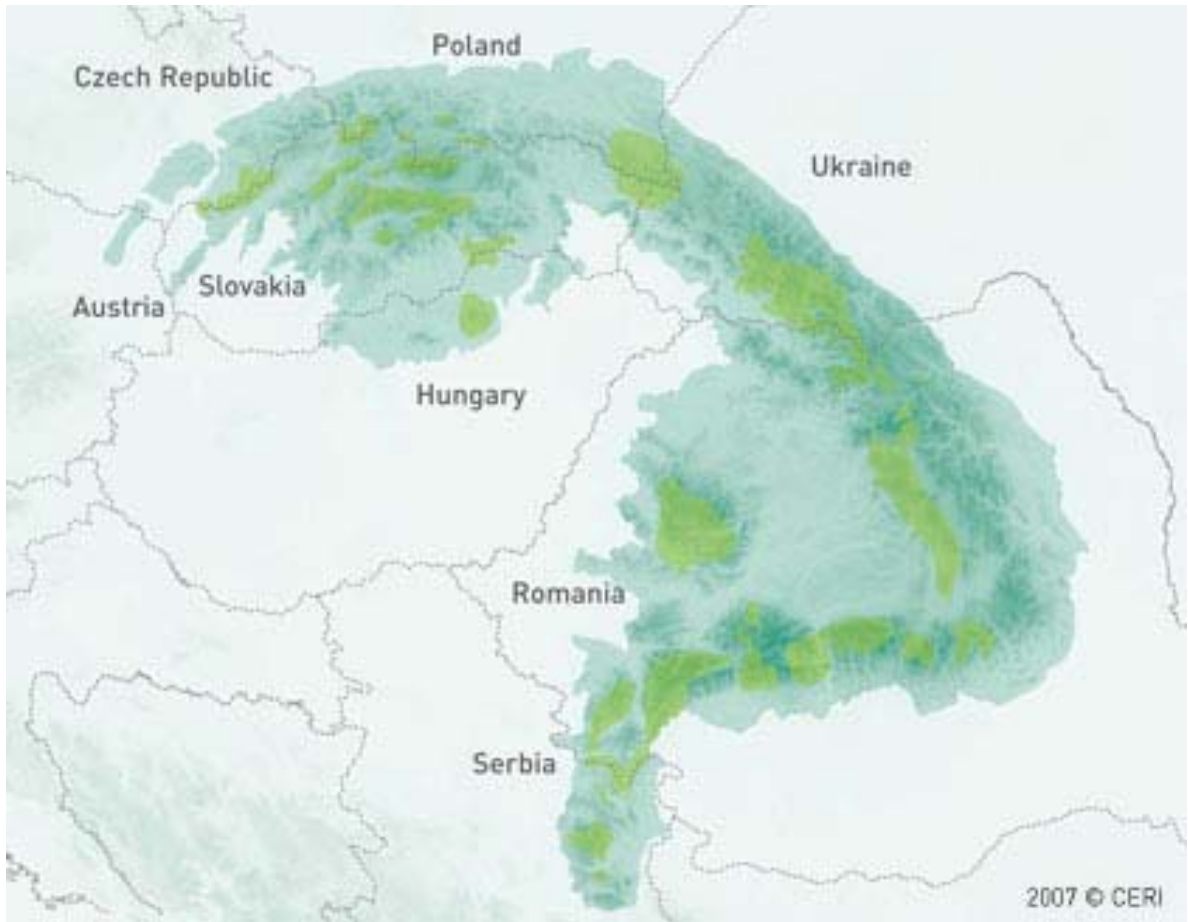 Poland
Czech Republic
Ukraine
Slovakia
Austria
Hungary
Romania
Serbia
2007 © CERI